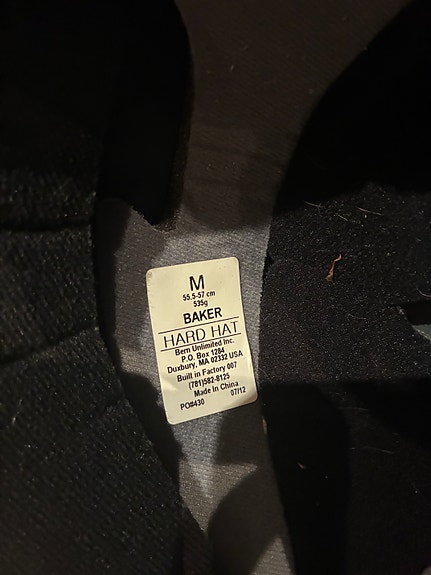 M
55.5-57 cm
535g
BAKER
HARD HAT
Bern Unlimited Inc.
P.O. Box 1284
Duxbury, MA 02332 USA
Built in Factory 007
(781)582-8125
Made in China
PO#430 07/12